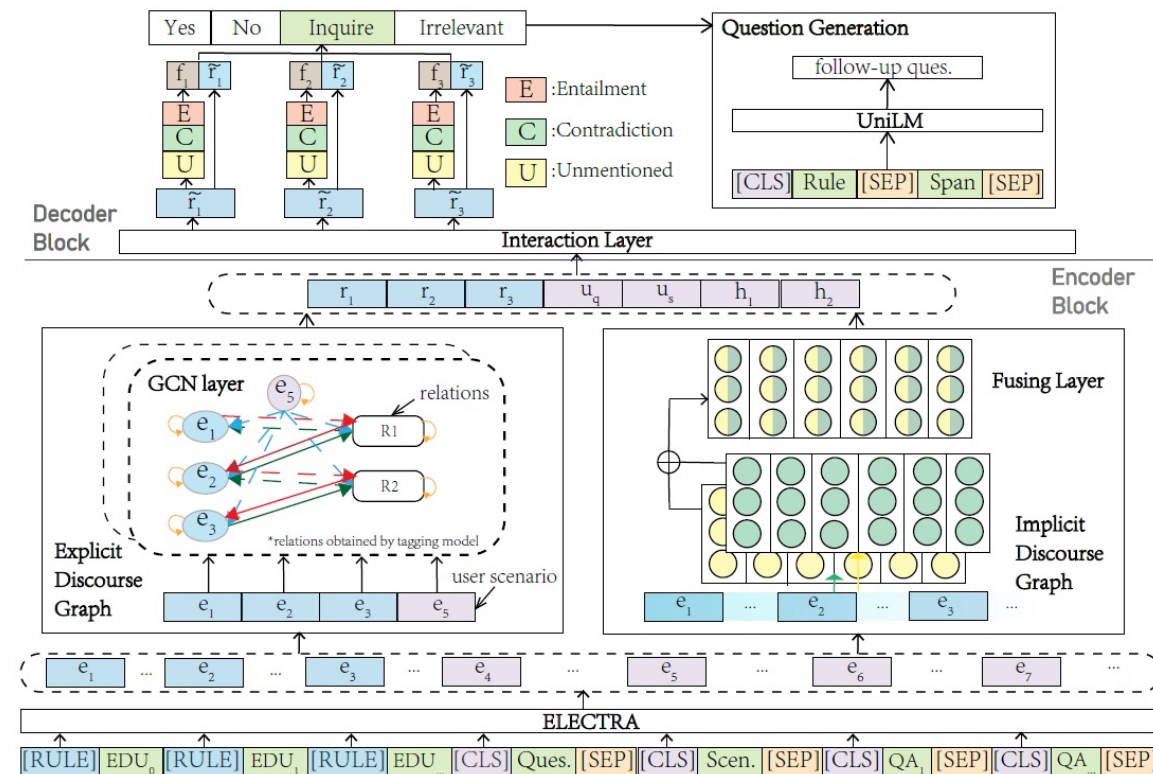 Yes No Inquire Irrelevant
Question Generation
follow-up ques.
UniLM
[CLS] Rule [SEP] Span [SEP]
f₁ r̃₁ f₂ r̃₂ f₃ r̃₃
E E E
C C C
U U U
E :Entailment
C :Contradiction
U :Unmentioned
r̃₁ r̃₂ r̃₃
Decoder
Block
Interaction Layer
Encoder
Block
r₁ r₂ r₃ u_q u_s h₁ h₂
GCN layer
e₅
relations
e₁ R1
e₂ R2
e₃
*relations obtained by tagging model
Explicit
Discourse
Graph
user scenario
e₁ e₂ e₃ e₅
Fusing Layer
Implicit
Discourse
Graph
e₁ ... e₂ ... e₃ ...
e₁ ... e₂ ... e₃ ... e₄ ... e₅ ... e₆ ... e₇ ...
ELECTRA
[RULE] EDU₀ [RULE] EDU₁ [RULE] EDU... [CLS] Ques. [SEP] [CLS] Scen. [SEP] [CLS] QA₁ [SEP] [CLS] QA... [SEP]